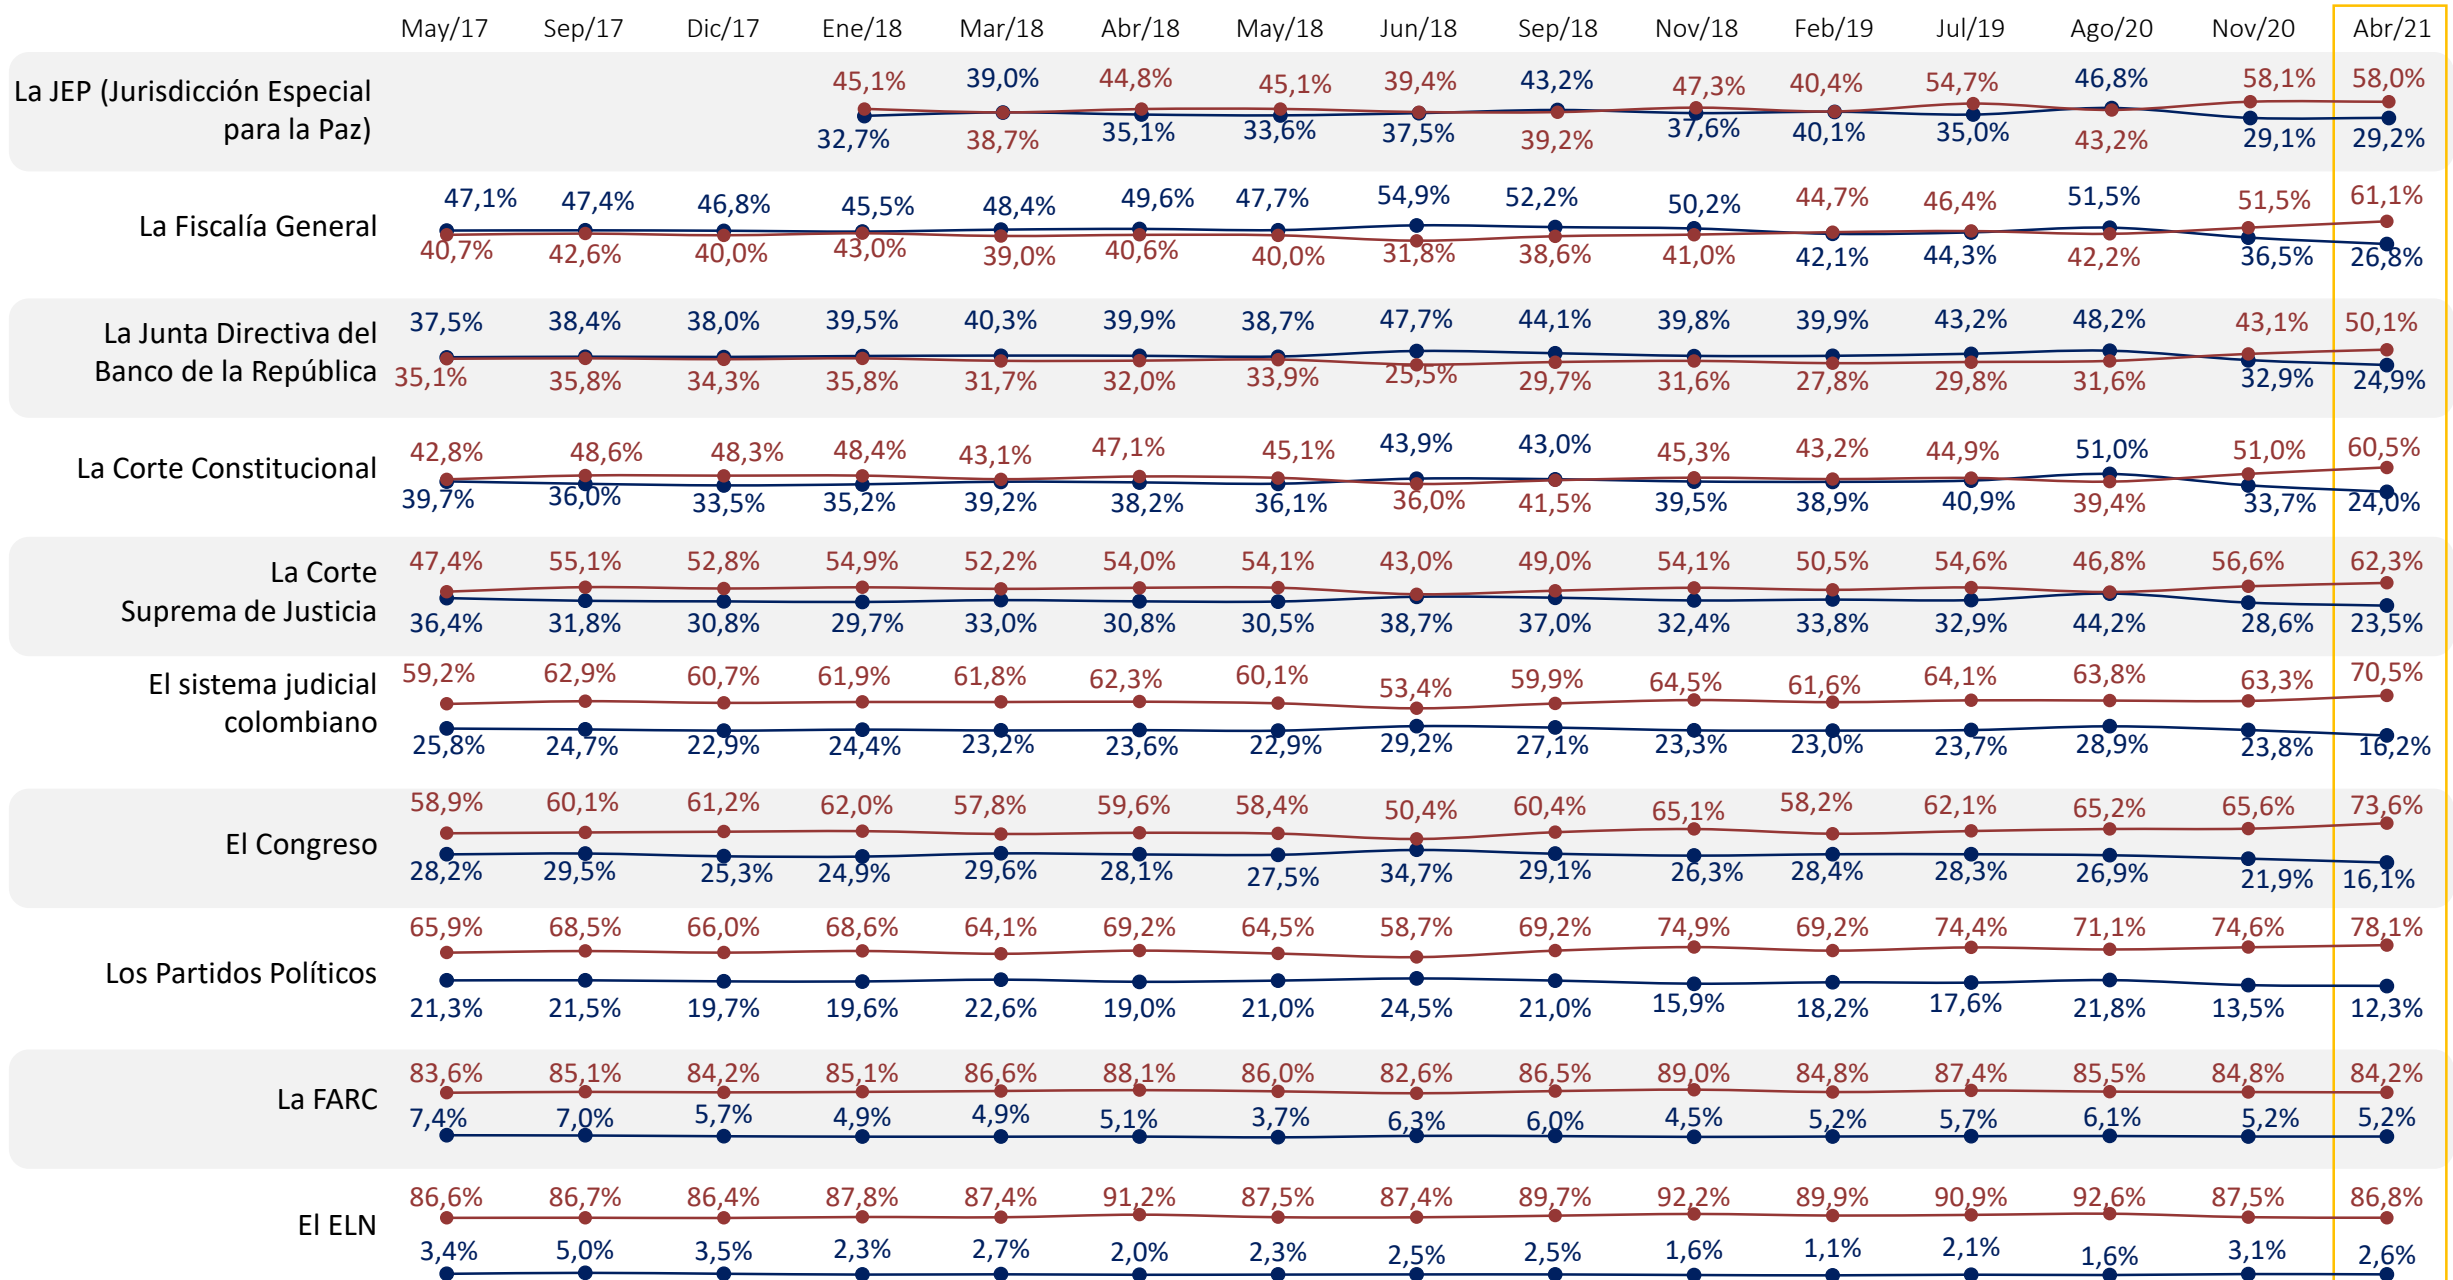 May/17 Sep/17 Dic/17 Ene/18 Mar/18 Abr/18 May/18 Jun/18 Sep/18 Nov/18 Feb/19 Jul/19 Ago/20 Nov/20 Abr/21
La JEP (Jurisdicción Especial
para la Paz)
45,1% 39,0% 44,8% 45,1% 39,4% 43,2% 47,3% 40,4% 54,7% 46,8% 58,1% 58,0%
32,7% 38,7% 35,1% 33,6% 37,5% 39,2% 37,6% 40,1% 35,0% 43,2% 29,1% 29,2%
La Fiscalía General
47,1% 47,4% 46,8% 45,5% 48,4% 49,6% 47,7% 54,9% 52,2% 50,2% 44,7% 46,4% 51,5% 51,5% 61,1%
40,7% 42,6% 40,0% 43,0% 39,0% 40,6% 40,0% 31,8% 38,6% 41,0% 42,1% 44,3% 42,2% 36,5% 26,8%
La Junta Directiva del
Banco de la República
37,5% 38,4% 38,0% 39,5% 40,3% 39,9% 38,7% 47,7% 44,1% 39,8% 39,9% 43,2% 48,2% 43,1% 50,1%
35,1% 35,8% 34,3% 35,8% 31,7% 32,0% 33,9% 25,5% 29,7% 31,6% 27,8% 29,8% 31,6% 32,9% 24,9%
La Corte Constitucional
42,8% 48,6% 48,3% 48,4% 43,1% 47,1% 45,1% 43,9% 43,0% 45,3% 43,2% 44,9% 51,0% 51,0% 60,5%
39,7% 36,0% 33,5% 35,2% 39,2% 38,2% 36,1% 36,0% 41,5% 39,5% 38,9% 40,9% 39,4% 33,7% 24,0%
La Corte
Suprema de Justicia
47,4% 55,1% 52,8% 54,9% 52,2% 54,0% 54,1% 43,0% 49,0% 54,1% 50,5% 54,6% 46,8% 56,6% 62,3%
36,4% 31,8% 30,8% 29,7% 33,0% 30,8% 30,5% 38,7% 37,0% 32,4% 33,8% 32,9% 44,2% 28,6% 23,5%
El sistema judicial
colombiano
59,2% 62,9% 60,7% 61,9% 61,8% 62,3% 60,1% 53,4% 59,9% 64,5% 61,6% 64,1% 63,8% 63,3% 70,5%
25,8% 24,7% 22,9% 24,4% 23,2% 23,6% 22,9% 29,2% 27,1% 23,3% 23,0% 23,7% 28,9% 23,8% 16,2%
El Congreso
58,9% 60,1% 61,2% 62,0% 57,8% 59,6% 58,4% 50,4% 60,4% 65,1% 58,2% 62,1% 65,2% 65,6% 73,6%
28,2% 29,5% 25,3% 24,9% 29,6% 28,1% 27,5% 34,7% 29,1% 26,3% 28,4% 28,3% 26,9% 21,9% 16,1%
Los Partidos Políticos
65,9% 68,5% 66,0% 68,6% 64,1% 69,2% 64,5% 58,7% 69,2% 74,9% 69,2% 74,4% 71,1% 74,6% 78,1%
21,3% 21,5% 19,7% 19,6% 22,6% 19,0% 21,0% 24,5% 21,0% 15,9% 18,2% 17,6% 21,8% 13,5% 12,3%
La FARC
83,6% 85,1% 84,2% 85,1% 86,6% 88,1% 86,0% 82,6% 86,5% 89,0% 84,8% 87,4% 85,5% 84,8% 84,2%
7,4% 7,0% 5,7% 4,9% 4,9% 5,1% 3,7% 6,3% 6,0% 4,5% 5,2% 5,7% 6,1% 5,2% 5,2%
El ELN
86,6% 86,7% 86,4% 87,8% 87,4% 91,2% 87,5% 87,4% 89,7% 92,2% 89,9% 90,9% 92,6% 87,5% 86,8%
3,4% 5,0% 3,5% 2,3% 2,7% 2,0% 2,3% 2,5% 2,5% 1,6% 1,1% 2,1% 1,6% 3,1% 2,6%